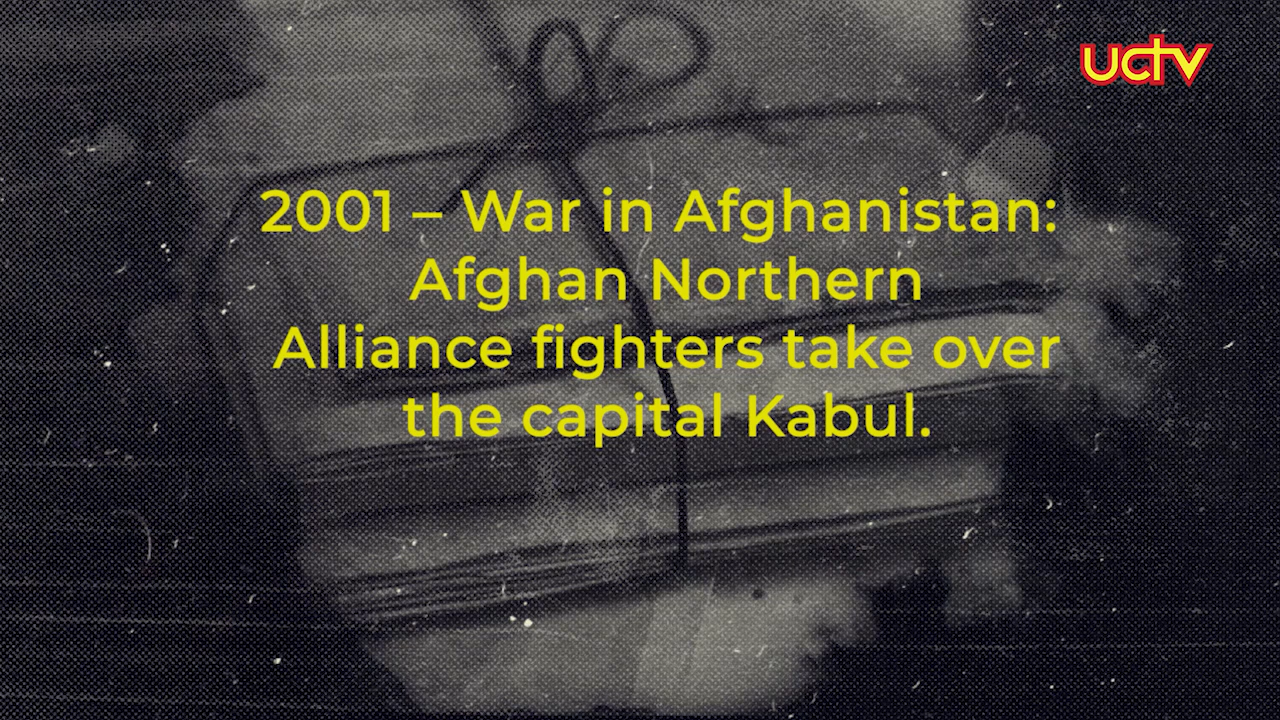 uctv
2001 – War in Afghanistan:
Afghan Northern
Alliance fighters take over
the capital Kabul.